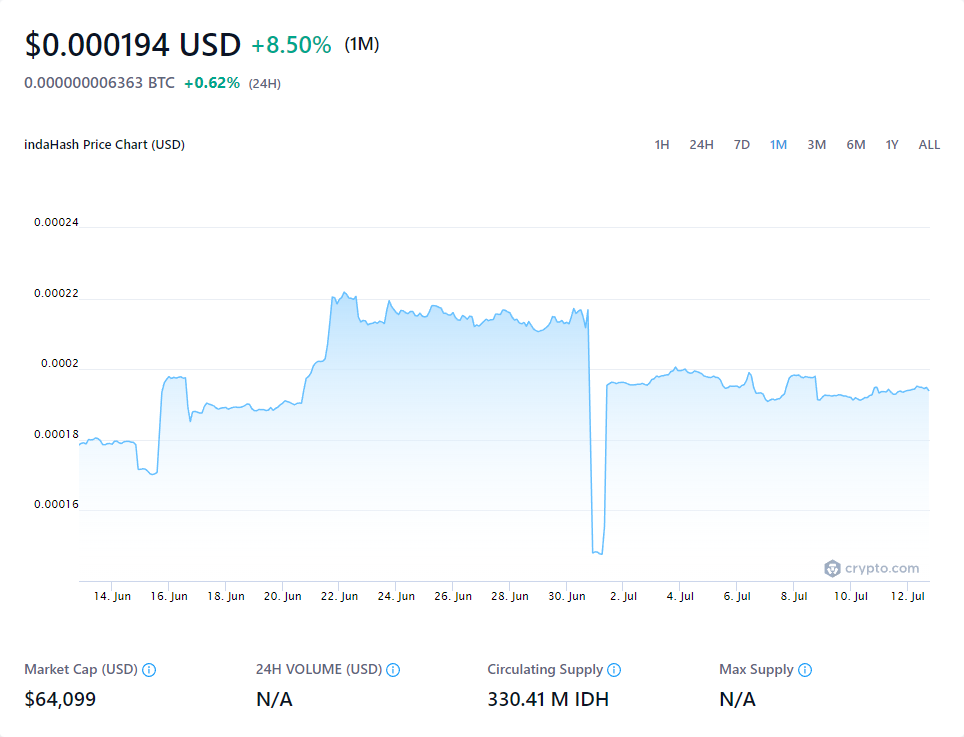 $0.000194 USD +8.50% (1M)
0.000000006363 BTC +0.62% (24H)
indaHash Price Chart (USD) 1H 24H 7D 1M 3M 6M 1Y ALL
0.00024
0.00022
0.0002
0.00018
0.00016
crypto.com
14. Jun 16. Jun 18. Jun 20. Jun 22. Jun 24. Jun 26. Jun 28. Jun 30. Jun 2. Jul 4. Jul 6. Jul 8. Jul 10. Jul 12. Jul
Market Cap (USD) 24H VOLUME (USD) Circulating Supply Max Supply
$64,099 N/A 330.41 M IDH N/A